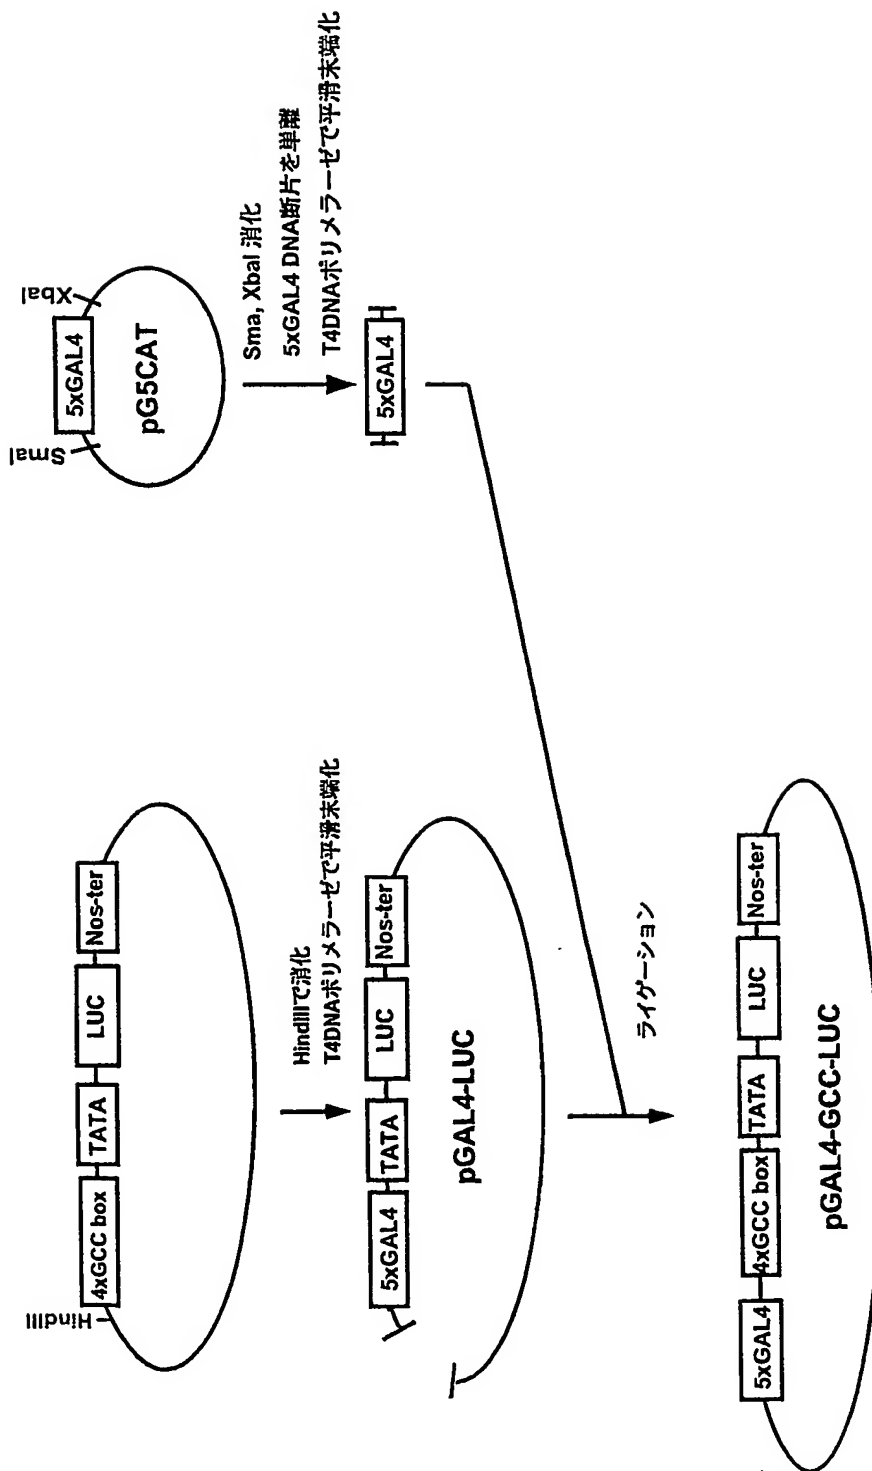 HindIII
4xGCC box
TATA
LUC
Nos-ter
HindIIIで消化
T4DNAポリメラーゼで平滑末端化
5xGAL4
TATA
LUC
Nos-ter
pGAL4-LUC
SmaI
5xGAL4
XbaI
pG5CAT
Sma, XbaI 消化
5xGAL4 DNA断片を単離
T4DNAポリメラーゼで平滑末端化
5xGAL4
ライゲーション
5xGAL4
4xGCC box
TATA
LUC
Nos-ter
pGAL4-GCC-LUC